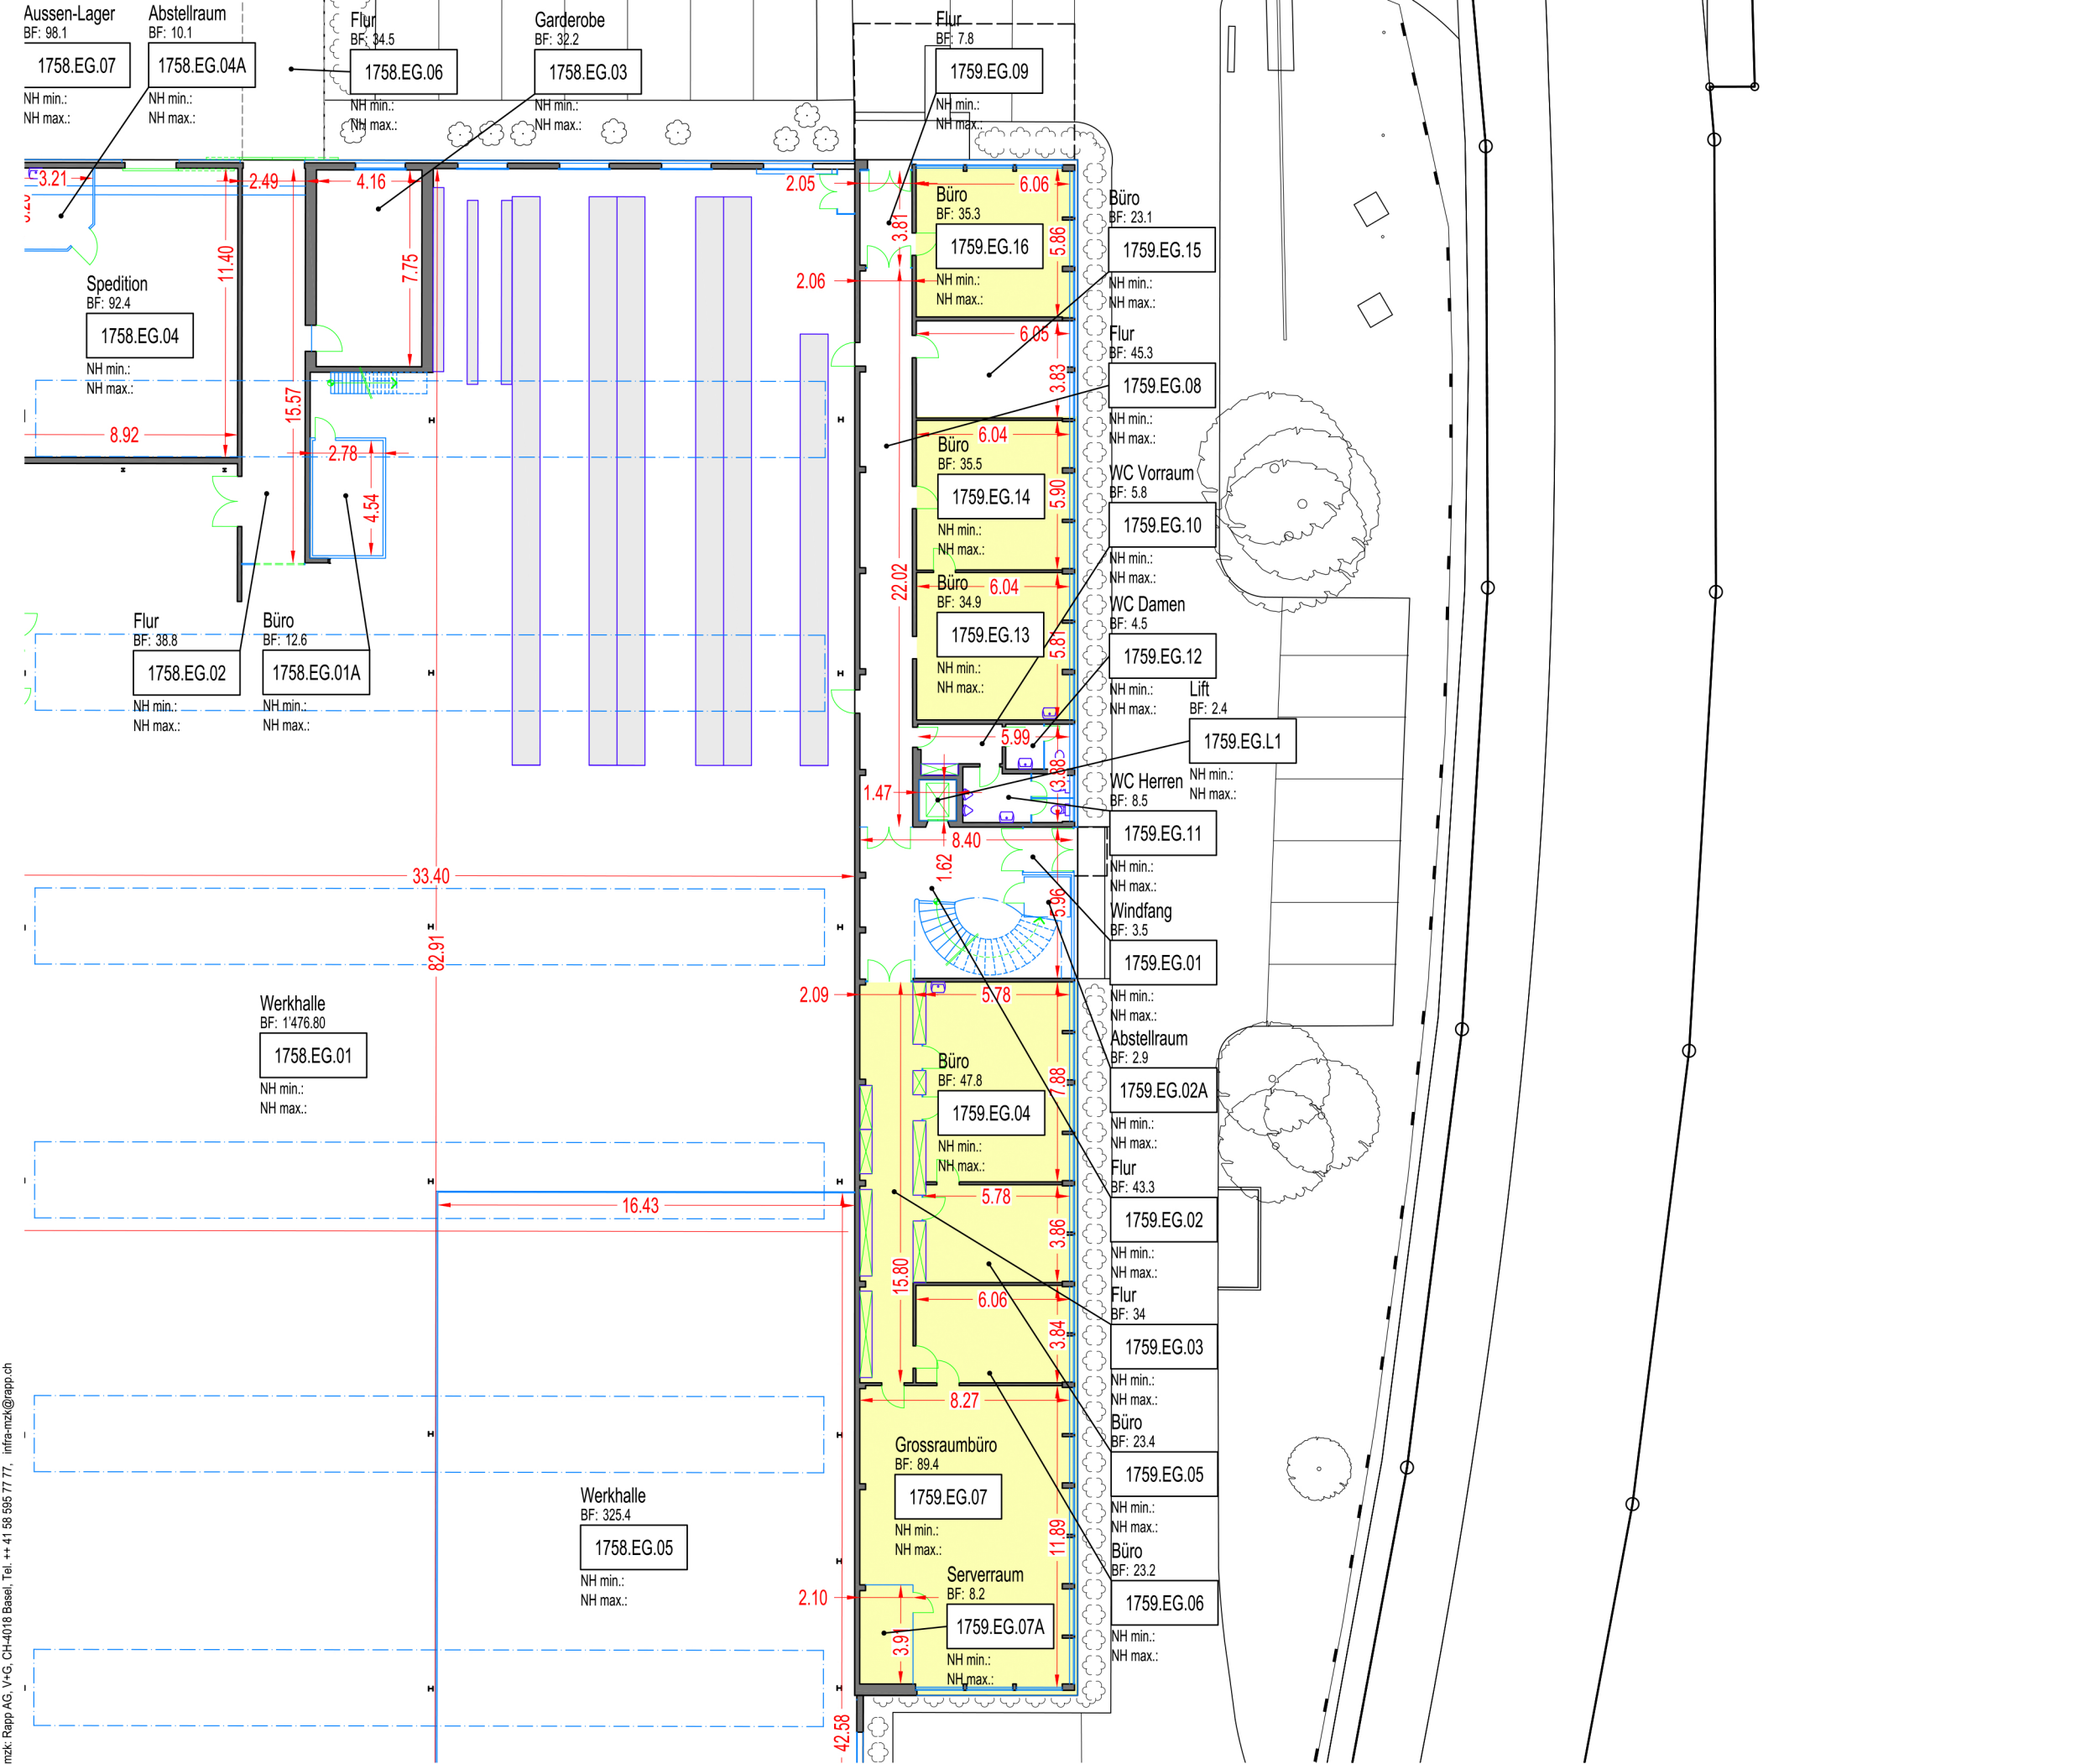 Aussen-Lager
BF: 98.1
1758.EG.07
NH min.:
NH max.:
Abstellraum
BF: 10.1
1758.EG.04A
NH min.:
NH max.:
Flur
BF: 34.5
1758.EG.06
NH min.:
NH max.:
Garderobe
BF: 32.2
1758.EG.03
NH min.:
NH max.:
Flur
BF: 7.8
1759.EG.09
NH min.:
NH max.:
3.21
2.49
4.16
2.05
6.06
3.81
5.86
11.40
7.75
2.06
Büro
BF: 35.3
1759.EG.16
NH min.:
NH max.:
Büro
BF: 23.1
1759.EG.15
NH min.:
NH max.:
Spedition
BF: 92.4
1758.EG.04
NH min.:
NH max.:
6.05
3.83
Flur
BF: 45.3
1759.EG.08
NH min.:
NH max.:
15.57
8.92
2.78
4.54
6.04
Büro
BF: 35.5
1759.EG.14
NH min.:
NH max.:
5.90
WC Vorraum
BF: 5.8
1759.EG.10
NH min.:
NH max.:
22.02
6.04
Büro
BF: 34.9
1759.EG.13
NH min.:
NH max.:
5.81
WC Damen
BF: 4.5
1759.EG.12
NH min.:
NH max.:
Flur
BF: 38.8
1758.EG.02
NH min.:
NH max.:
Büro
BF: 12.6
1758.EG.01A
NH min.:
NH max.:
Lift
BF: 2.4
1759.EG.L1
NH min.:
NH max.:
5.99
3.88
1.47
WC Herren
BF: 8.5
1759.EG.11
NH min.:
NH max.:
8.40
1.62
5.96
33.40
82.91
Windfang
BF: 3.5
1759.EG.01
NH min.:
NH max.:
2.09
5.78
Werkhalle
BF: 1'476.80
1758.EG.01
NH min.:
NH max.:
Büro
BF: 47.8
1759.EG.04
NH min.:
NH max.:
7.88
Abstellraum
BF: 2.9
1759.EG.02A
NH min.:
NH max.:
Flur
BF: 43.3
1759.EG.02
NH min.:
NH max.:
16.43
5.78
3.86
15.80
6.06
3.84
Flur
BF: 34
1759.EG.03
NH min.:
NH max.:
8.27
Büro
BF: 23.4
1759.EG.05
NH min.:
NH max.:
Grossraumbüro
BF: 89.4
1759.EG.07
NH min.:
NH max.:
11.89
Werkhalle
BF: 325.4
1758.EG.05
NH min.:
NH max.:
Büro
BF: 23.2
1759.EG.06
NH min.:
NH max.:
2.10
Serverraum
BF: 8.2
1759.EG.07A
NH min.:
NH max.:
3.91
42.58
mzk: Rapp AG, V+G, CH-4018 Basel, Tel. ++ 41 58 595 77 77, infra-mzk@rapp.ch